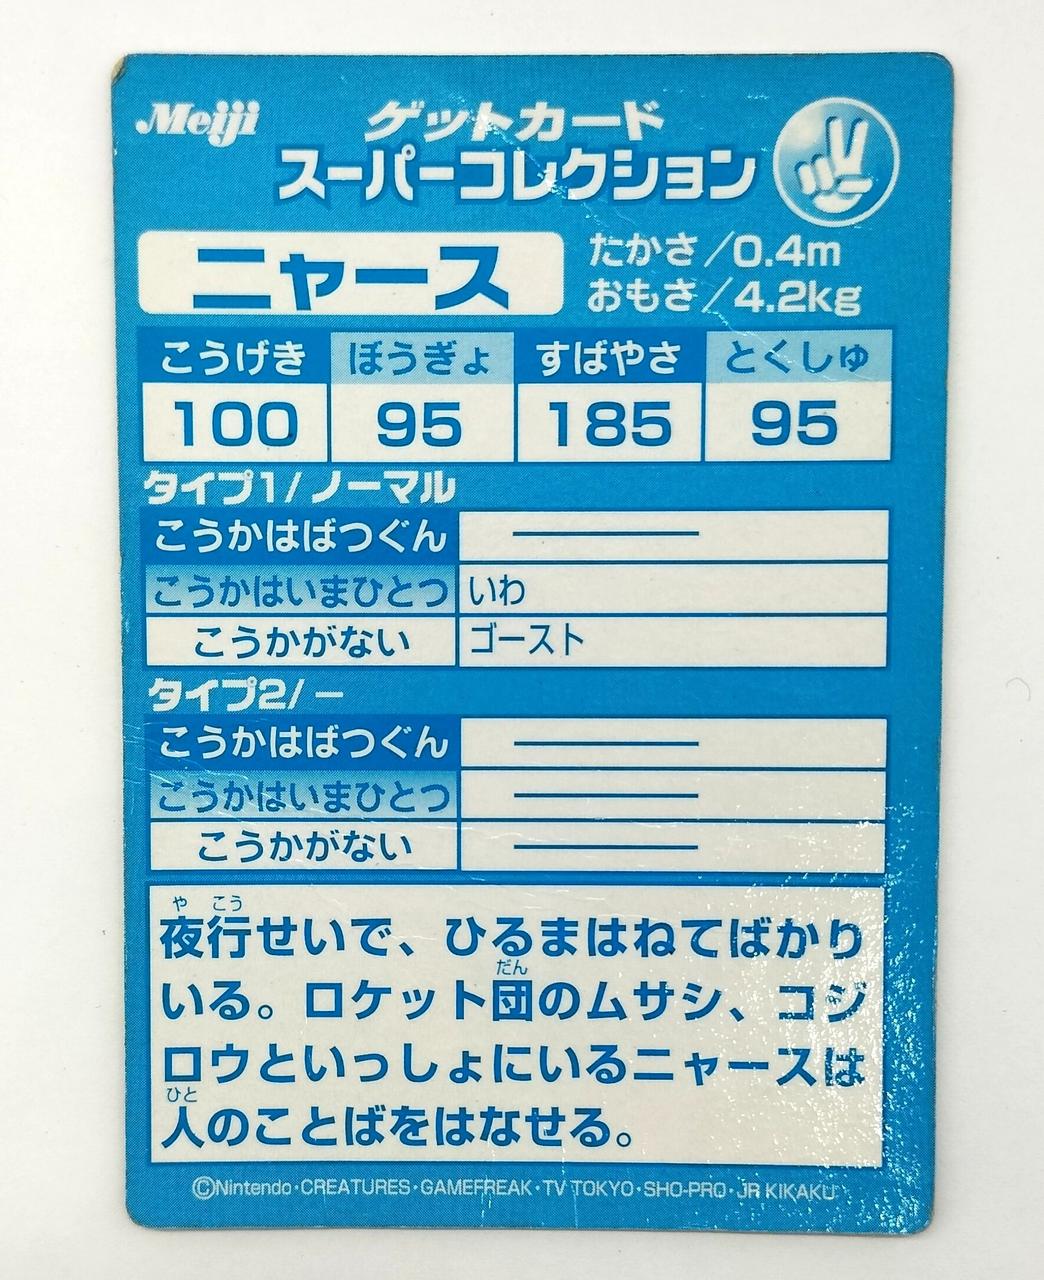 Meiji
ゲットカード
スーパーコレクション
ニャース
たかさ/0.4m
おもさ/4.2kg
こうげき ぼうぎょ すばやさ とくしゅ
100 95 185 95
タイプ1/ノーマル
こうかはばつぐん ―
こうかはいまひとつ いわ
こうかがない ゴースト
タイプ2/ー
こうかはばつぐん ―
こうかはいまひとつ ―
こうかがない ―
や こう
夜行せいで、ひるまはねてばかり
だん
いる。ロケット団のムサシ、コジ
ロウといっしょにいるニャースは
ひと
人のことばをはなせる。
©Nintendo・CREATURES・GAMEFREAK・TV TOKYO・SHO-PRO・JR KIKAKU